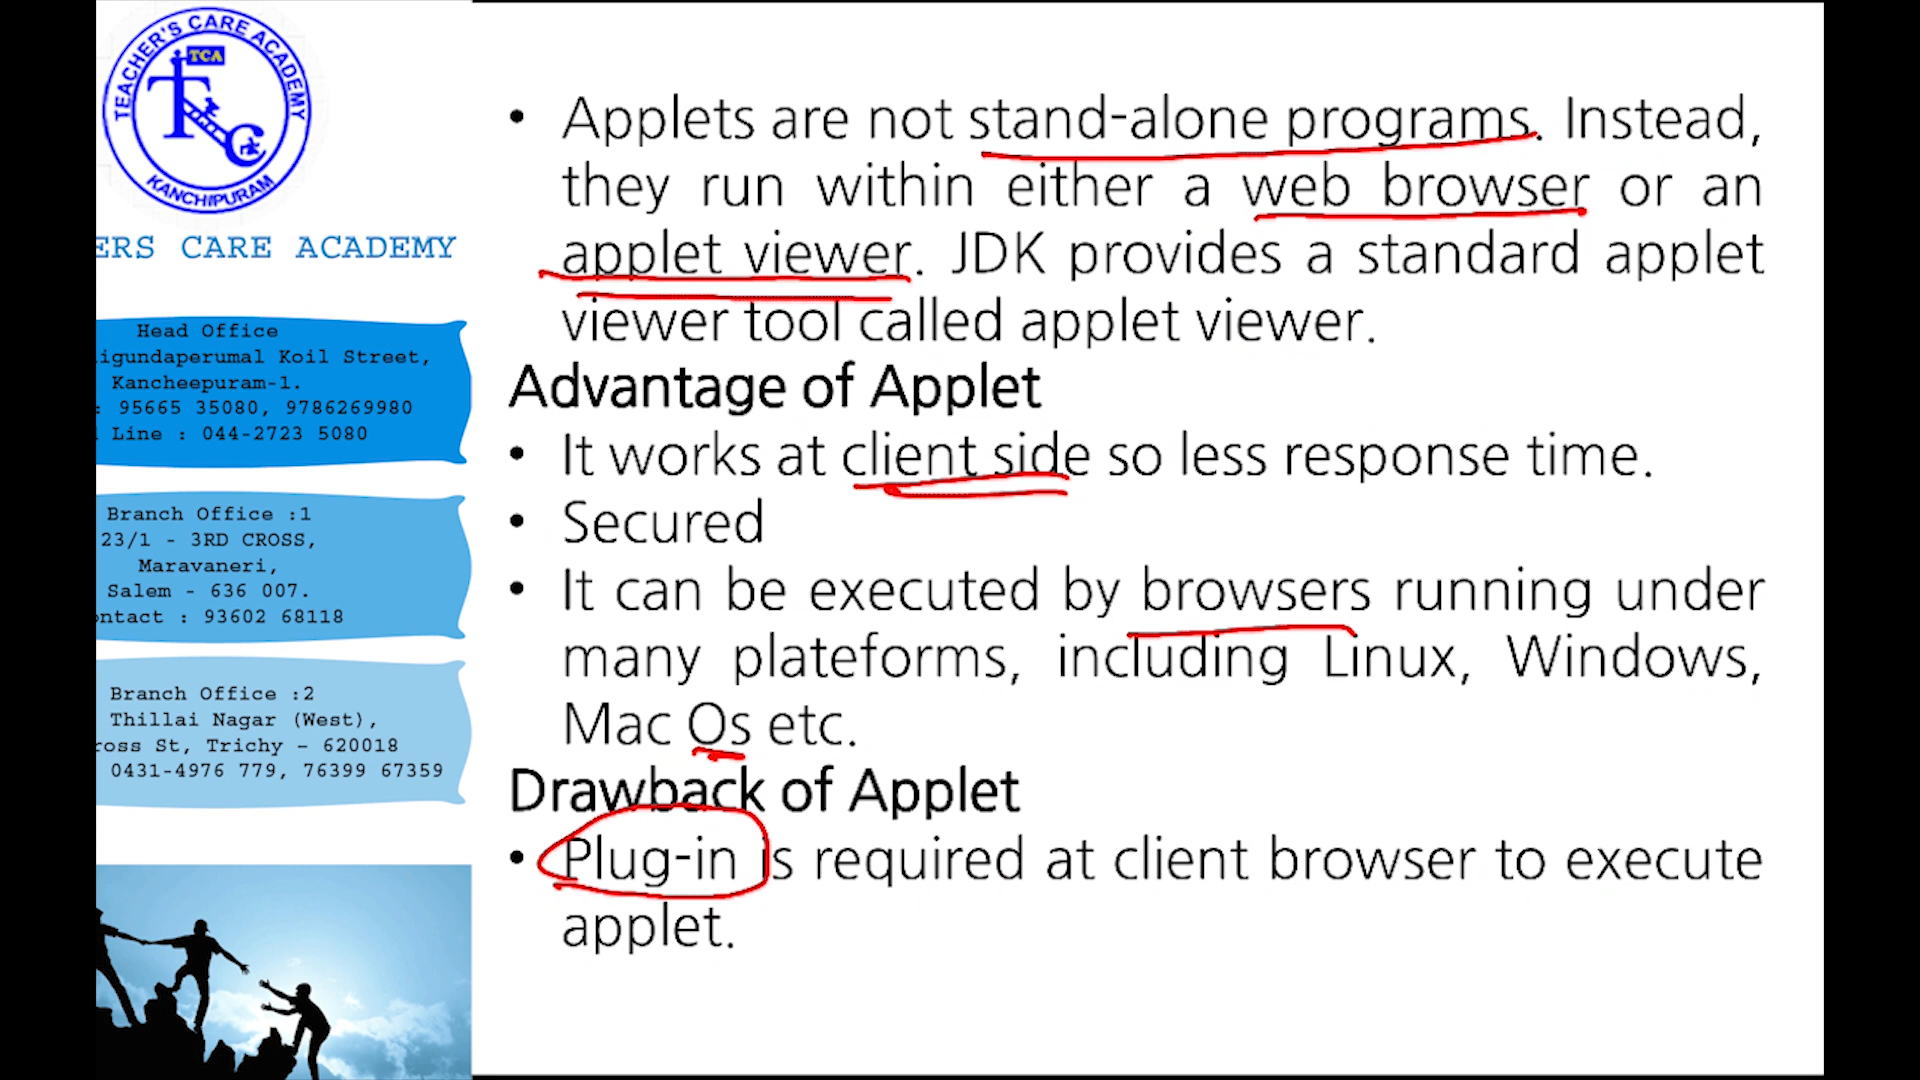 TEACHER'S CARE ACADEMY
TCA
KANCHIPURAM
ERS CARE ACADEMY
Head Office
igundaperumal Koil Street,
Kancheepuram-1.
: 95665 35080, 9786269980
Line : 044-2723 5080
Branch Office :1
23/1 - 3RD CROSS,
Maravaneri,
Salem - 636 007.
ontact : 93602 68118
Branch Office :2
Thillai Nagar (West),
ross St, Trichy – 620018
0431-4976 779, 76399 67359
• Applets are not stand-alone programs. Instead,
they run within either a web browser or an
applet viewer. JDK provides a standard applet
viewer tool called applet viewer.
Advantage of Applet
• It works at client side so less response time.
• Secured
• It can be executed by browsers running under
many plateforms, including Linux, Windows,
Mac Os etc.
Drawback of Applet
• Plug-in is required at client browser to execute
applet.